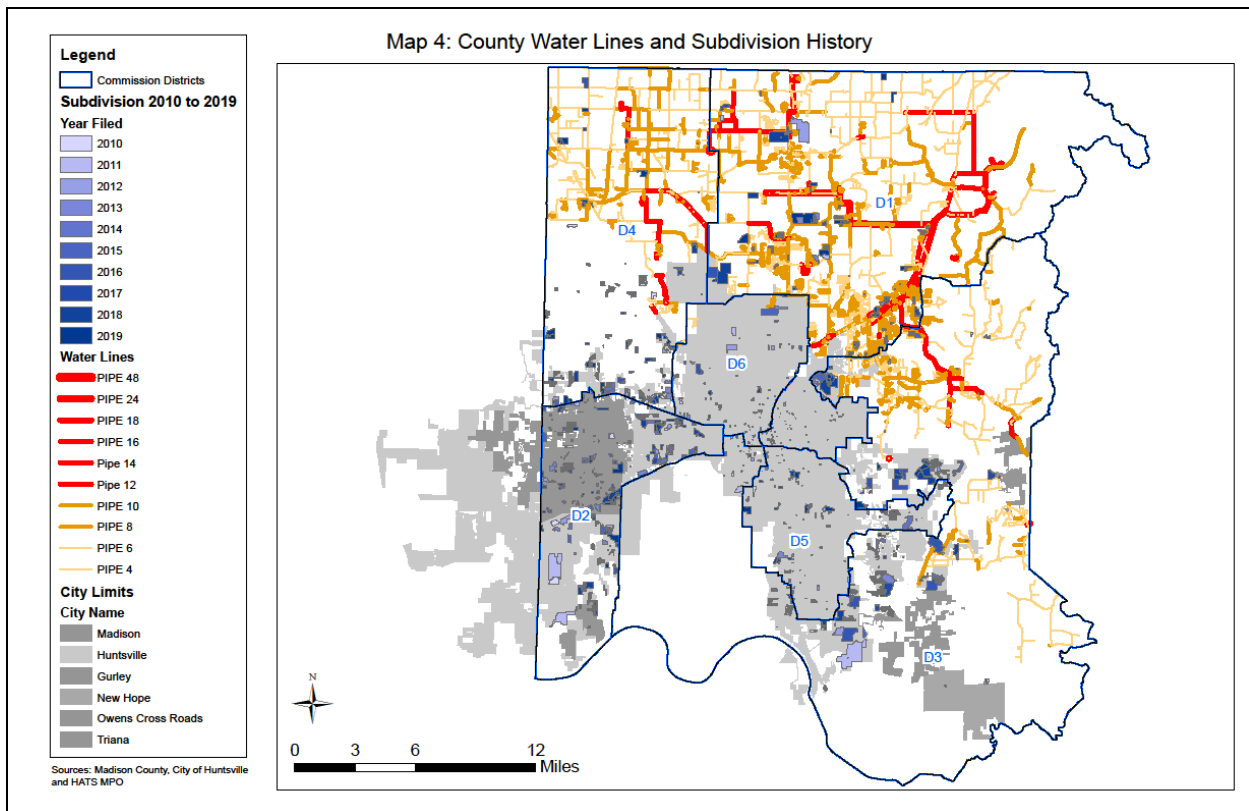 Map 4: County Water Lines and Subdivision History
Legend
Commission Districts
Subdivision 2010 to 2019
Year Filed
2010
2011
2012
2013
2014
2015
2016
2017
2018
2019
Water Lines
PIPE 48
PIPE 24
PIPE 18
PIPE 16
Pipe 14
Pipe 12
PIPE 10
PIPE 8
PIPE 6
PIPE 4
City Limits
City Name
Madison
Huntsville
Gurley
New Hope
Owens Cross Roads
Triana
Sources: Madison County, City of Huntsville
and HATS MPO
D1
D4
D6
D2
D5
D3
N
0 3 6 12
Miles